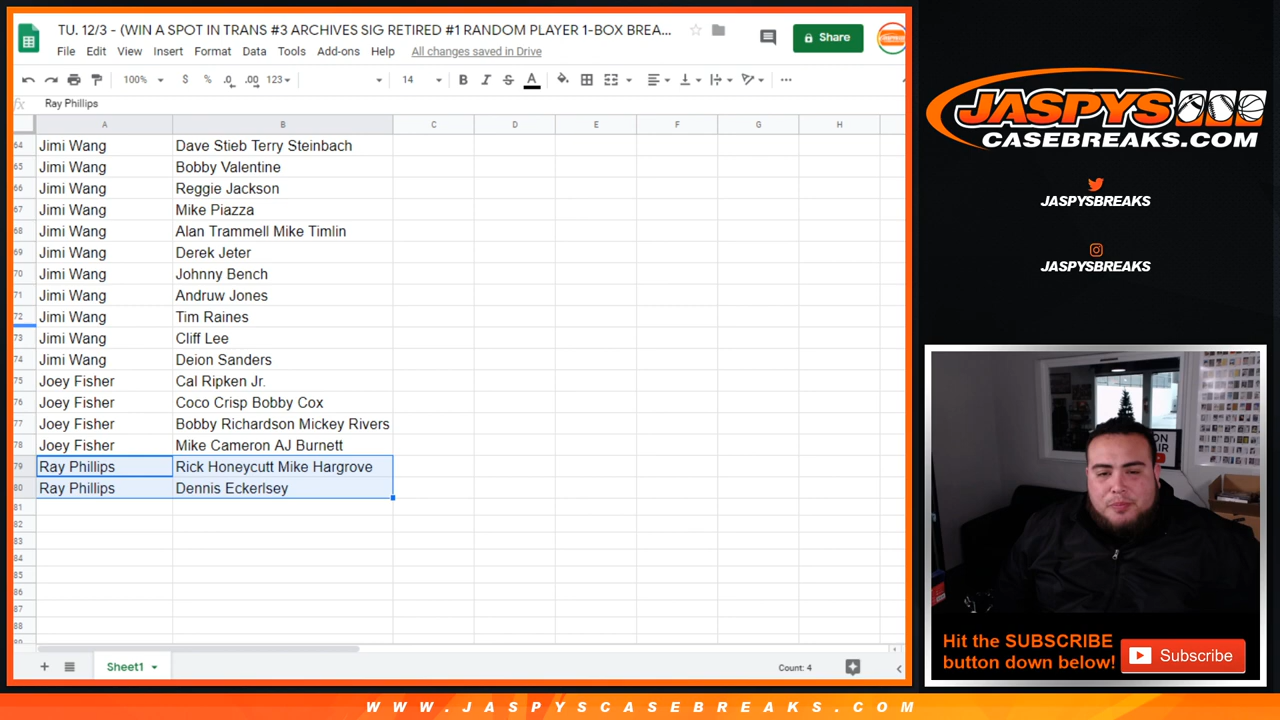 TU. 12/3 - (WIN A SPOT IN TRANS #3 ARCHIVES SIG RETIRED #1 RANDOM PLAYER 1-BOX BREA...
Share
File Edit View Insert Format Data Tools Add-ons Help All changes saved in Drive
100% $ % .0 .00 123 14 B I S A
fx Ray Phillips
A B C D E F G H
64 Jimi Wang Dave Stieb Terry Steinbach
65 Jimi Wang Bobby Valentine
66 Jimi Wang Reggie Jackson
67 Jimi Wang Mike Piazza
68 Jimi Wang Alan Trammell Mike Timlin
69 Jimi Wang Derek Jeter
70 Jimi Wang Johnny Bench
71 Jimi Wang Andruw Jones
72 Jimi Wang Tim Raines
73 Jimi Wang Cliff Lee
74 Jimi Wang Deion Sanders
75 Joey Fisher Cal Ripken Jr.
76 Joey Fisher Coco Crisp Bobby Cox
77 Joey Fisher Bobby Richardson Mickey Rivers
78 Joey Fisher Mike Cameron AJ Burnett
79 Ray Phillips Rick Honeycutt Mike Hargrove
80 Ray Phillips Dennis Eckerlsey
81
82
83
84
85
86
87
88
89
Sheet1
Count: 4
JASPYS
CASEBREAKS.COM
JASPYSBREAKS
JASPYSBREAKS
Hit the SUBSCRIBE
button down below!
Subscribe
WWW.JASPYSCASEBREAKS.COM